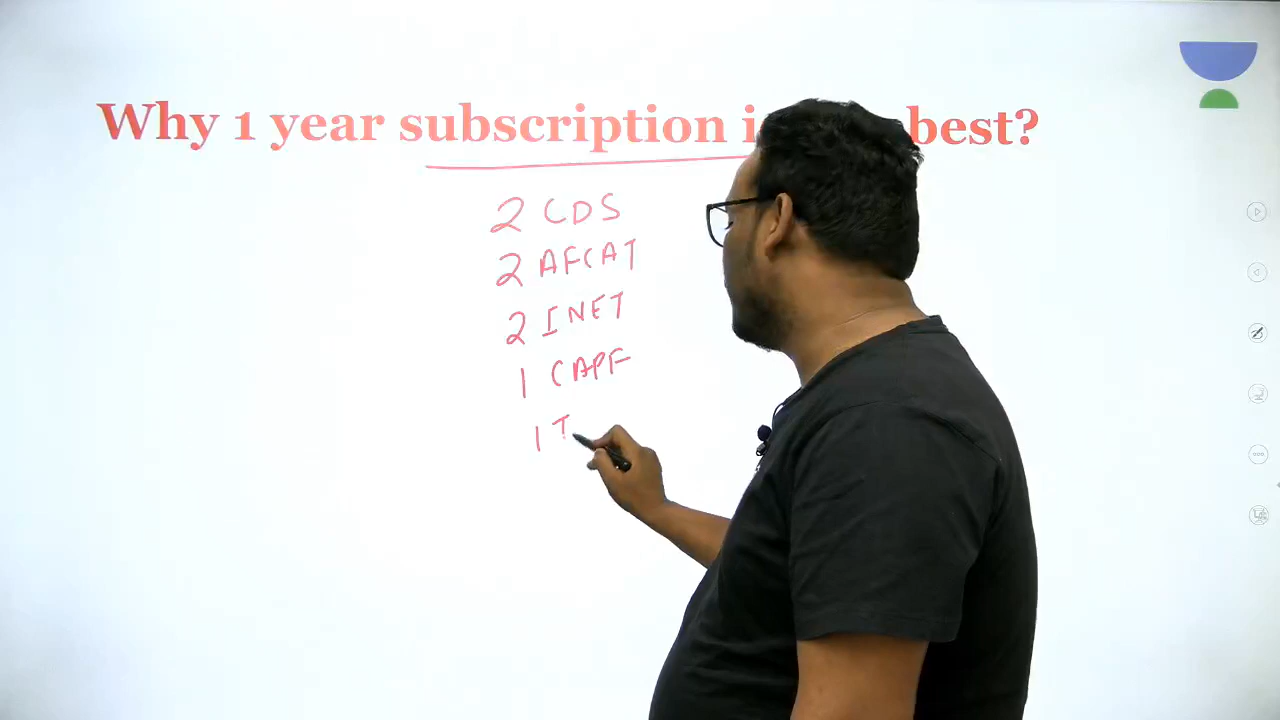 Why 1 year subscription i best?
2 CDS
2 AFCAT
2 INET
1 CAPF
1 T